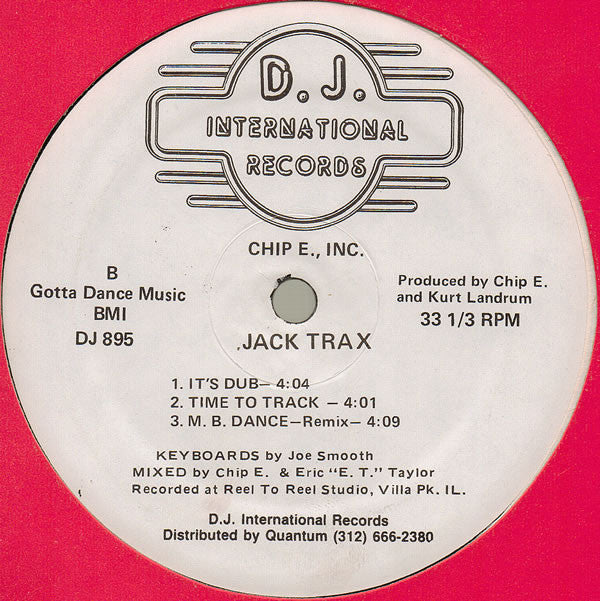 D.J.
INTERNATIONAL
RECORDS
CHIP E., INC.
B
Gotta Dance Music
BMI
DJ 895
Produced by Chip E.
and Kurt Landrum
33 1/3 RPM
JACK TRAX
1. IT'S DUB— 4:04
2. TIME TO TRACK — 4:01
3. M. B. DANCE—Remix— 4:09
KEYBOARDS by Joe Smooth
MIXED by Chip E. & Eric "E. T." Taylor
Recorded at Reel To Reel Studio, Villa Pk. IL.
D.J. International Records
Distributed by Quantum (312) 666-2380